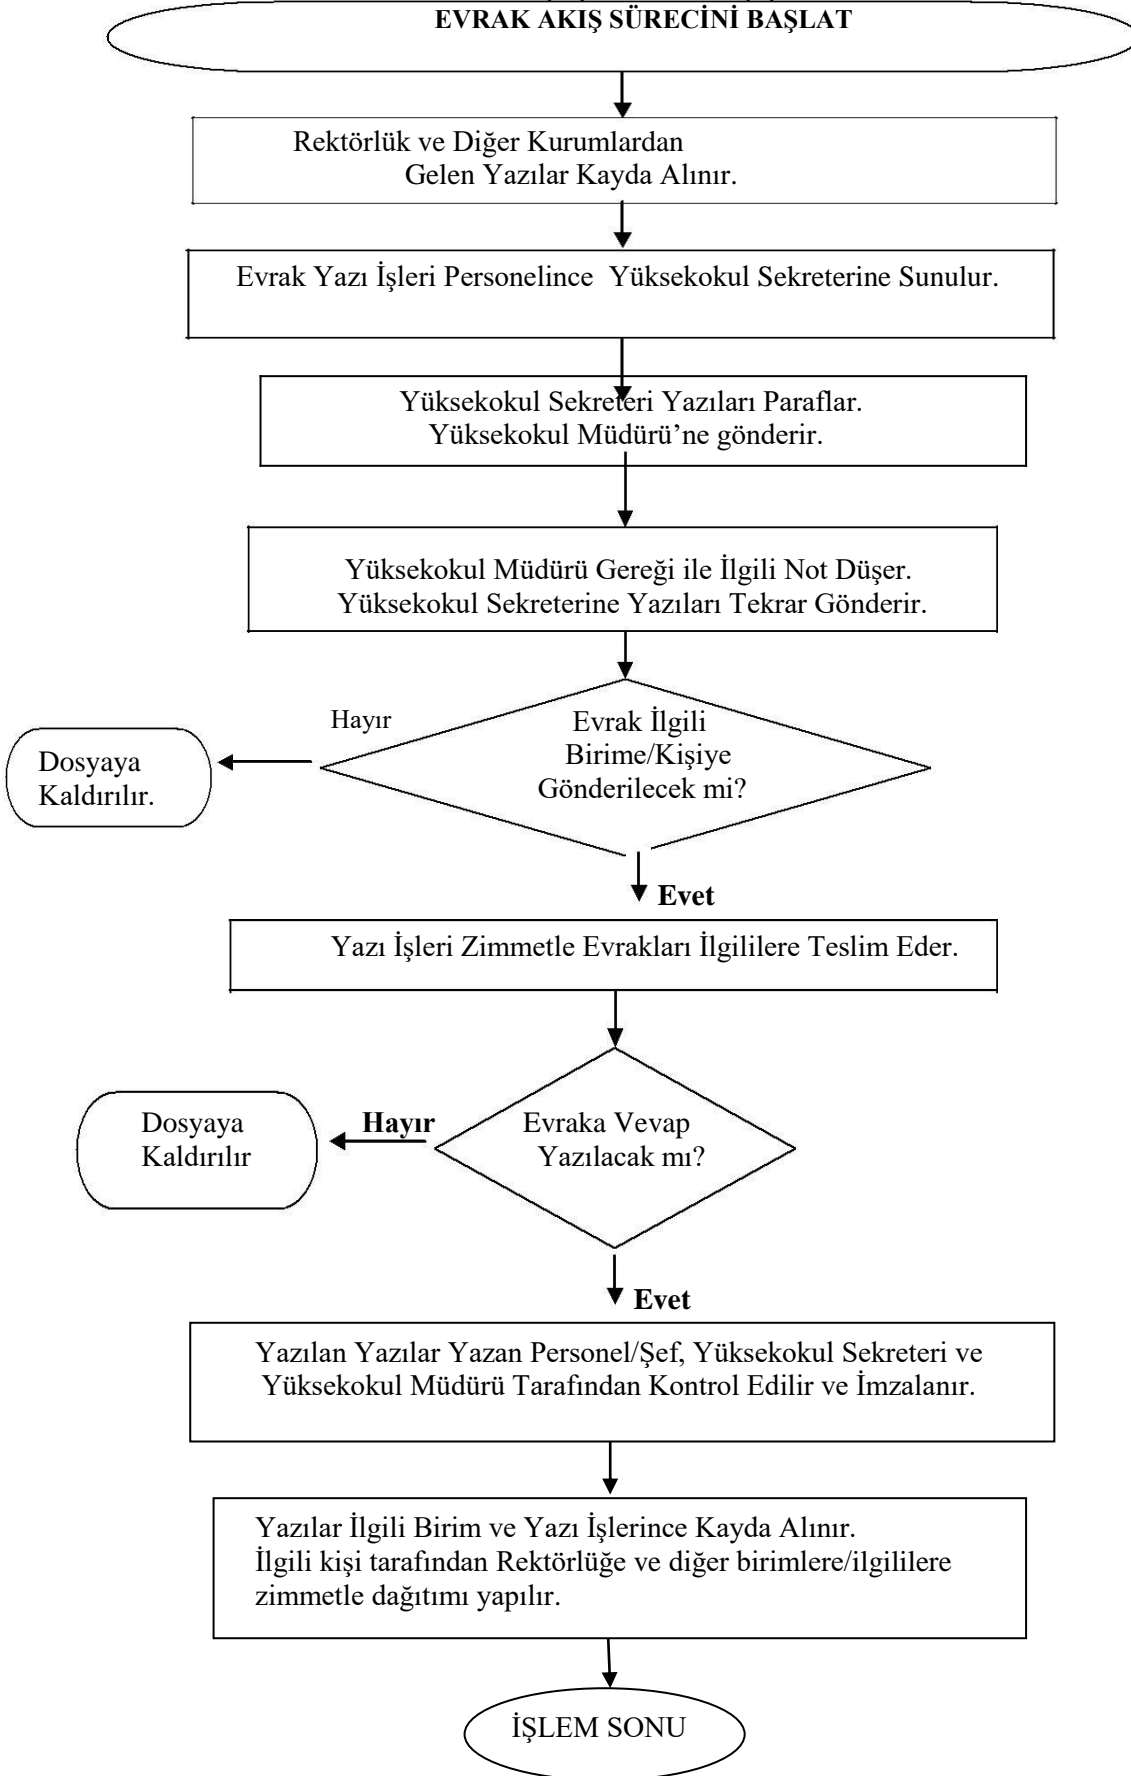 EVRAK AKIŞ SÜRECİNİ BAŞLAT
Rektörlük ve Diğer Kurumlardan
Gelen Yazılar Kayda Alınır.
Evrak Yazı İşleri Personelince Yüksekokul Sekreterine Sunulur.
Yüksekokul Sekreteri Yazıları Paraflar.
Yüksekokul Müdürü’ne gönderir.
Yüksekokul Müdürü Gereği ile İlgili Not Düşer.
Yüksekokul Sekreterine Yazıları Tekrar Gönderir.
Hayır
Evrak İlgili
Birime/Kişiye
Gönderilecek mi?
Dosyaya
Kaldırılır.
Evet
Yazı İşleri Zimmetle Evrakları İlgililere Teslim Eder.
Dosyaya
Kaldırılır
Hayır
Evraka Vevap
Yazılacak mı?
Evet
Yazılan Yazılar Yazan Personel/Şef, Yüksekokul Sekreteri ve
Yüksekokul Müdürü Tarafından Kontrol Edilir ve İmzalanır.
Yazılar İlgili Birim ve Yazı İşlerince Kayda Alınır.
İlgili kişi tarafından Rektörlüğe ve diğer birimlere/ilgililere
zimmetle dağıtımı yapılır.
İŞLEM SONU